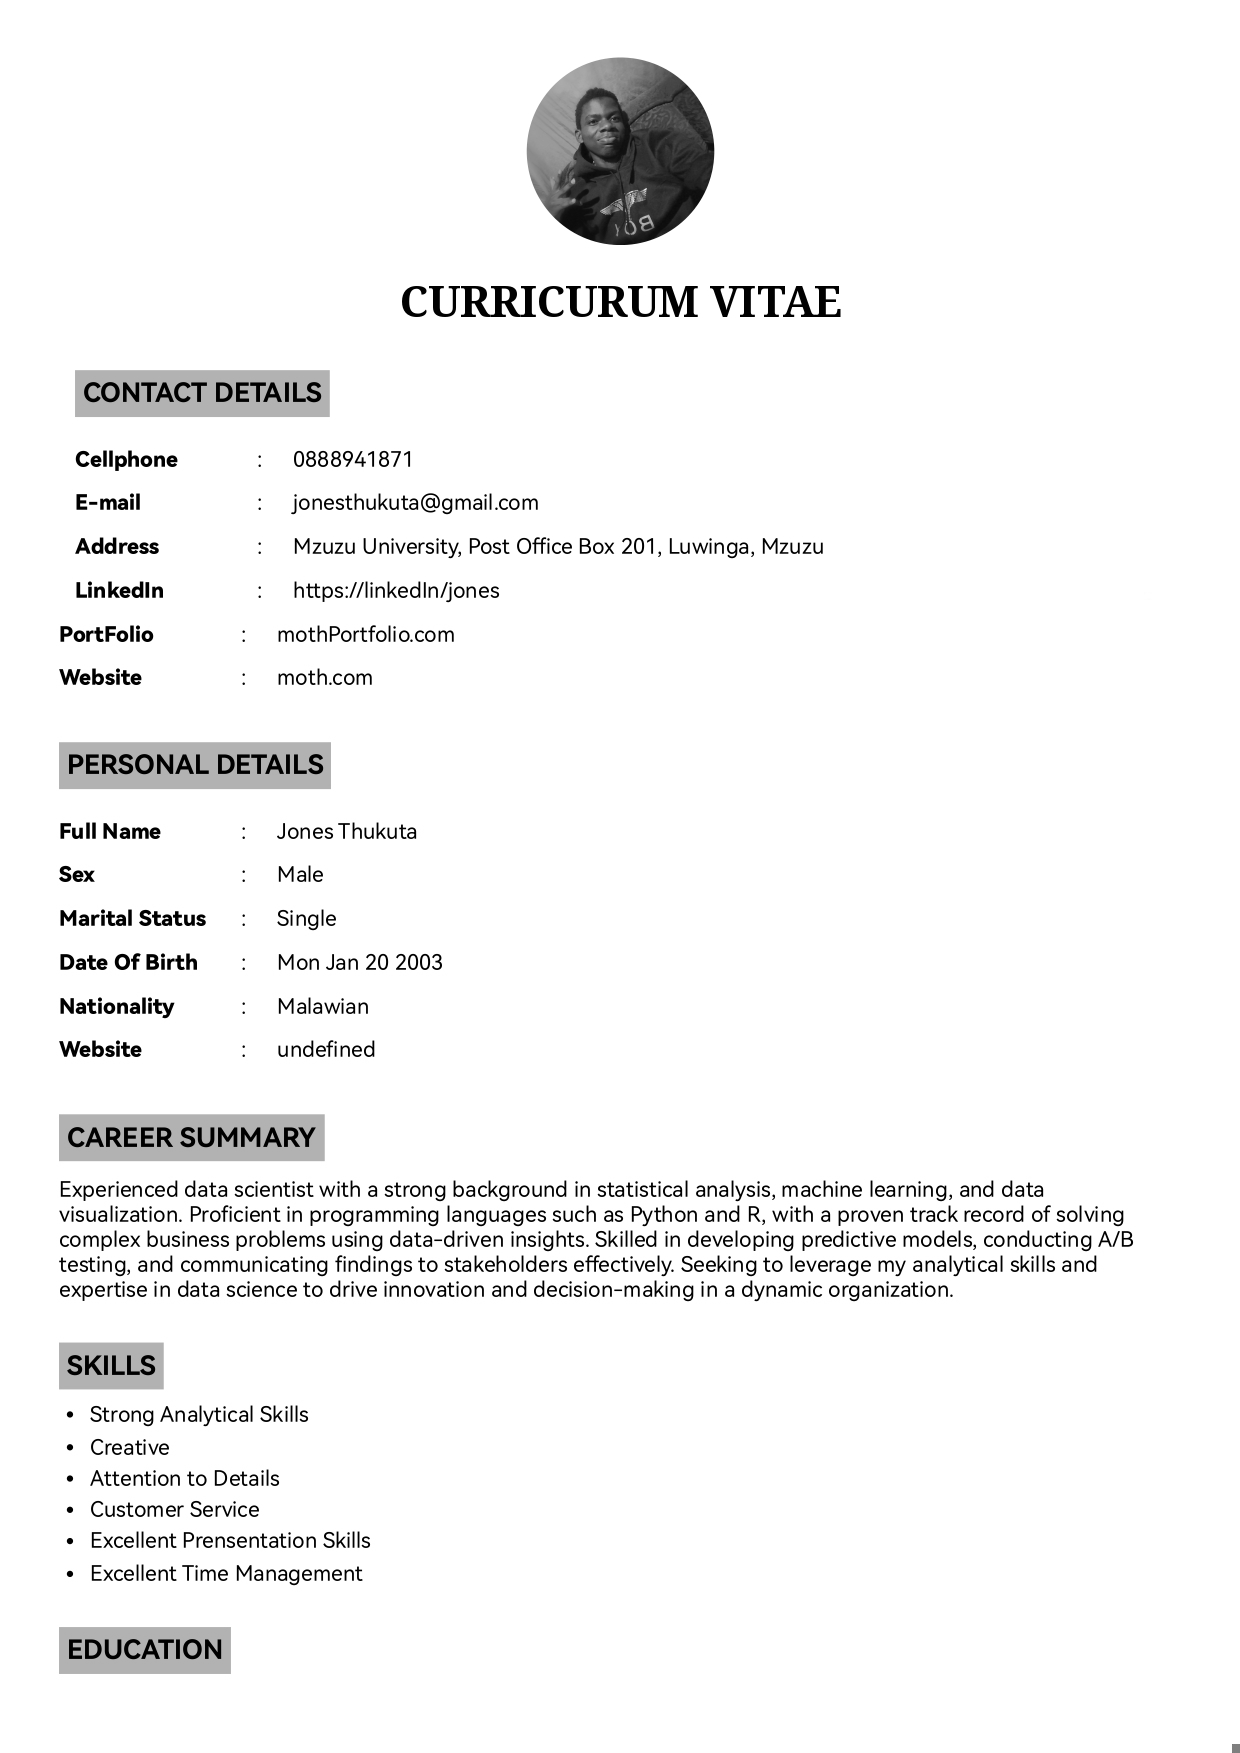 CURRICURUM VITAE
CONTACT DETAILS
Cellphone : 0888941871
E-mail : jonesthukuta@gmail.com
Address : Mzuzu University, Post Office Box 201, Luwinga, Mzuzu
LinkedIn : https://linkedIn/jones
PortFolio : mothPortfolio.com
Website : moth.com
PERSONAL DETAILS
Full Name : Jones Thukuta
Sex : Male
Marital Status : Single
Date Of Birth : Mon Jan 20 2003
Nationality : Malawian
Website : undefined
CAREER SUMMARY
Experienced data scientist with a strong background in statistical analysis, machine learning, and data
visualization. Proficient in programming languages such as Python and R, with a proven track record of solving
complex business problems using data-driven insights. Skilled in developing predictive models, conducting A/B
testing, and communicating findings to stakeholders effectively. Seeking to leverage my analytical skills and
expertise in data science to drive innovation and decision-making in a dynamic organization.
SKILLS
• Strong Analytical Skills
• Creative
• Attention to Details
• Customer Service
• Excellent Prensentation Skills
• Excellent Time Management
EDUCATION